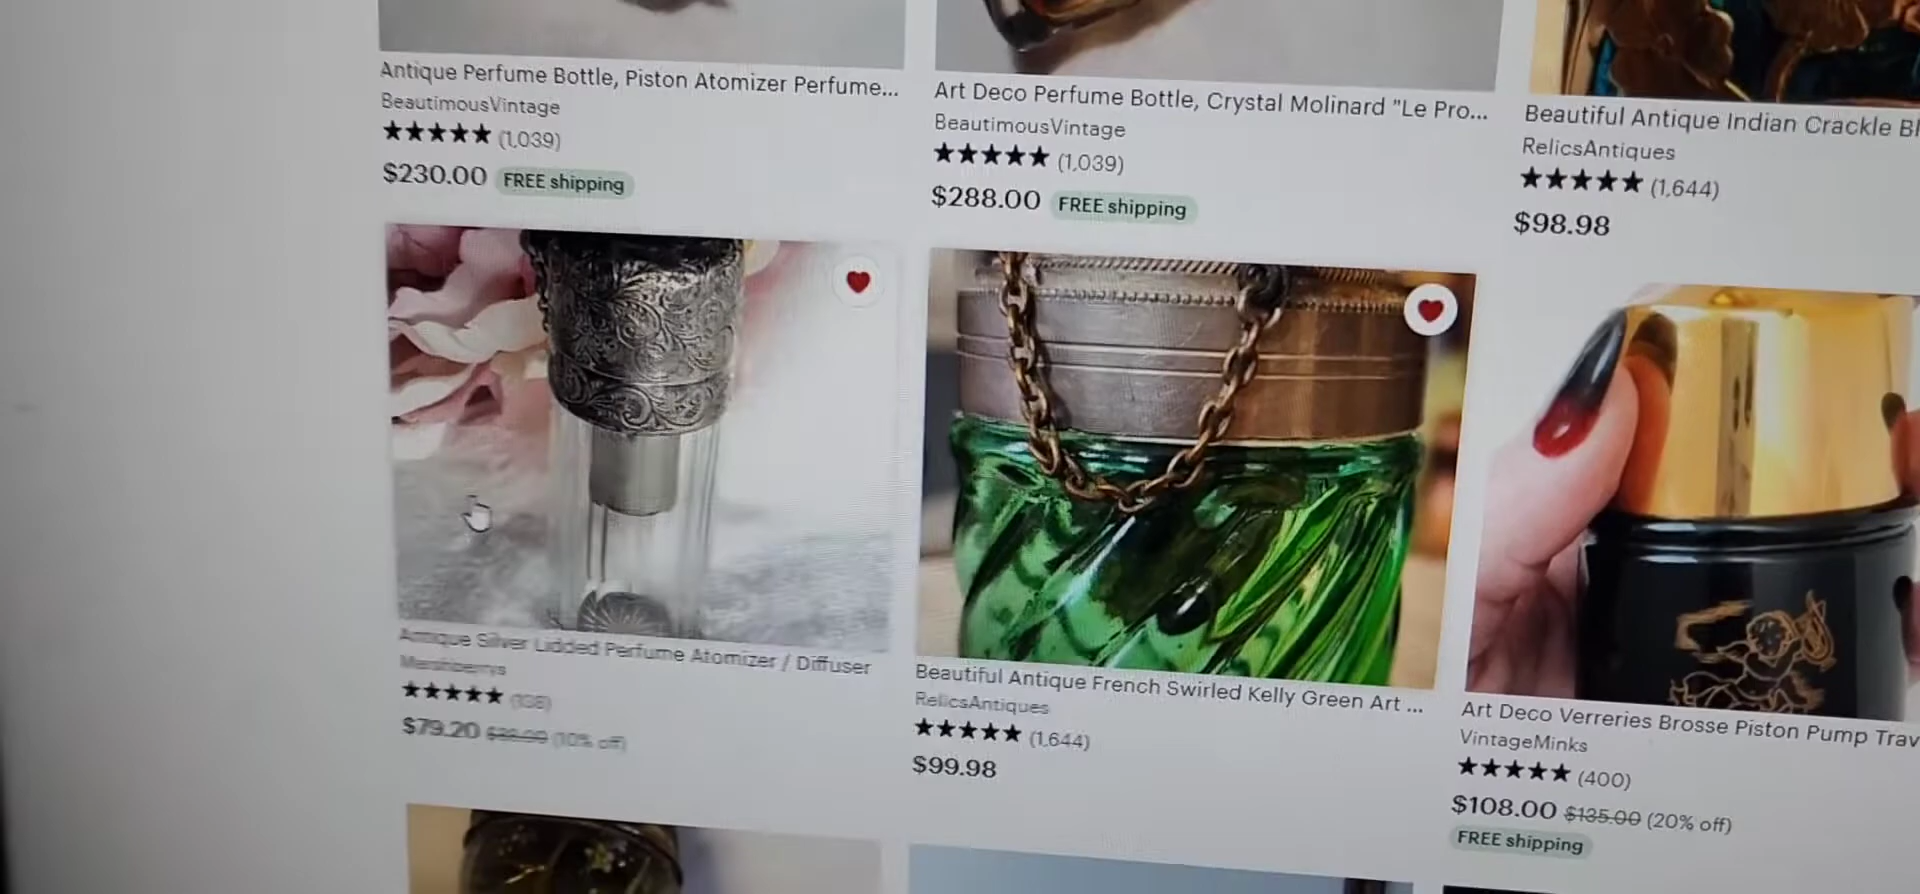 Antique Perfume Bottle, Piston Atomizer Perfume...
BeautimousVintage
★★★★★ (1,039)
$230.00 FREE shipping
Art Deco Perfume Bottle, Crystal Molinard "Le Pro...
BeautimousVintage
★★★★★ (1,039)
$288.00 FREE shipping
Beautiful Antique Indian Crackle Bl
RelicsAntiques
★★★★★ (1,644)
$98.98
Antique Silver Lidded Perfume Atomizer / Diffuser
★★★★★
$79.20 (10% off)
Beautiful Antique French Swirled Kelly Green Art ...
RelicsAntiques
★★★★★ (1,644)
$99.98
Art Deco Verreries Brosse Piston Pump Trav
VintageMinks
★★★★★ (400)
$108.00 $135.00 (20% off)
FREE shipping